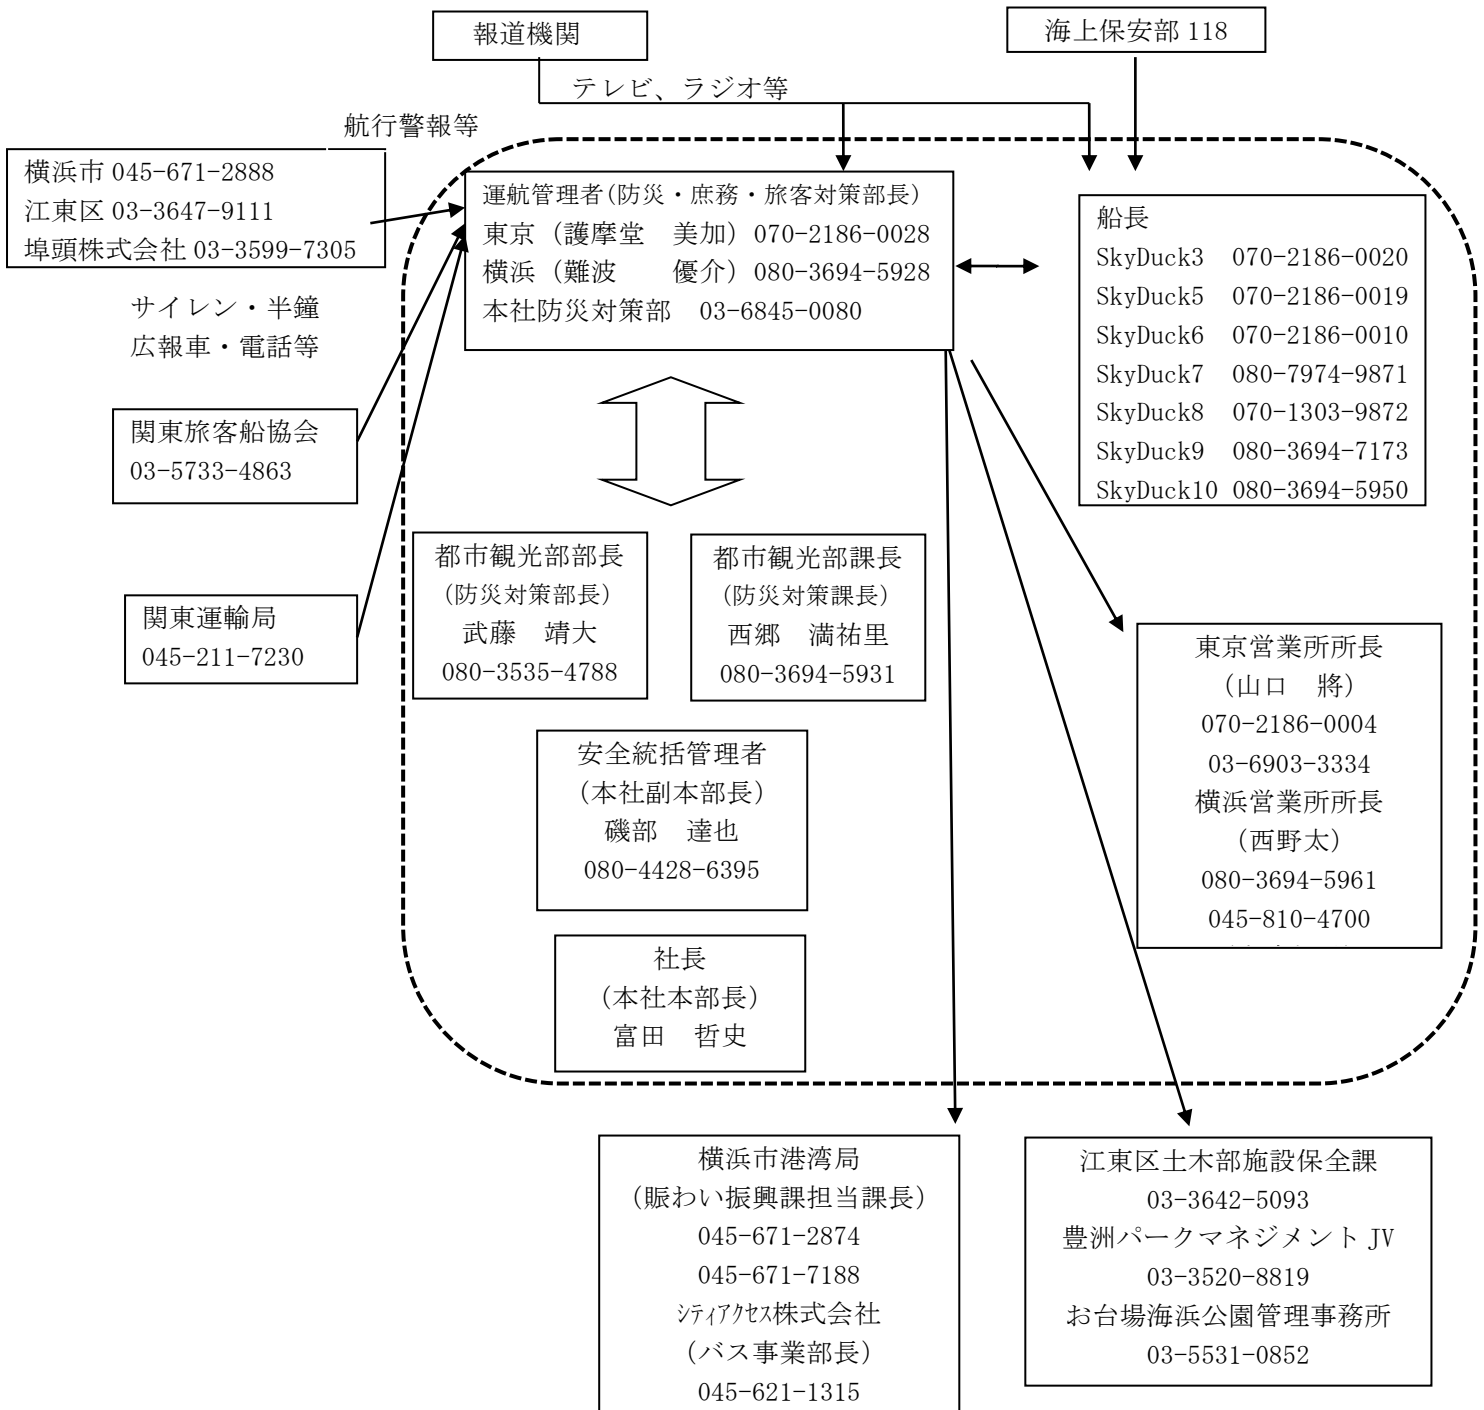 報道機関
海上保安部 118
テレビ、ラジオ等
航行警報等
横浜市 045-671-2888
江東区 03-3647-9111
埠頭株式会社 03-3599-7305
サイレン・半鐘
広報車・電話等
運航管理者(防災・庶務・旅客対策部長)
東京（護摩堂　美加）070-2186-0028
横浜（難波　　優介）080-3694-5928
本社防災対策部　03-6845-0080
船長
SkyDuck3　070-2186-0020
SkyDuck5　070-2186-0019
SkyDuck6　070-2186-0010
SkyDuck7　080-7974-9871
SkyDuck8　070-1303-9872
SkyDuck9　080-3694-7173
SkyDuck10 080-3694-5950
関東旅客船協会
03-5733-4863
関東運輸局
045-211-7230
都市観光部部長
(防災対策部長)
武藤　靖大
080-3535-4788
都市観光部課長
(防災対策課長)
西郷　満祐里
080-3694-5931
安全統括管理者
(本社副本部長)
磯部　達也
080-4428-6395
社長
(本社本部長)
富田　哲史
東京営業所所長
(山口　將)
070-2186-0004
03-6903-3334
横浜営業所所長
(西野太)
080-3694-5961
045-810-4700
横浜市港湾局
(賑わい振興課担当課長)
045-671-2874
045-671-7188
ｼﾃｨｱｸｾｽ株式会社
(バス事業部長)
045-621-1315
江東区土木部施設保全課
03-3642-5093
豊洲パークマネジメント JV
03-3520-8819
お台場海浜公園管理事務所
03-5531-0852